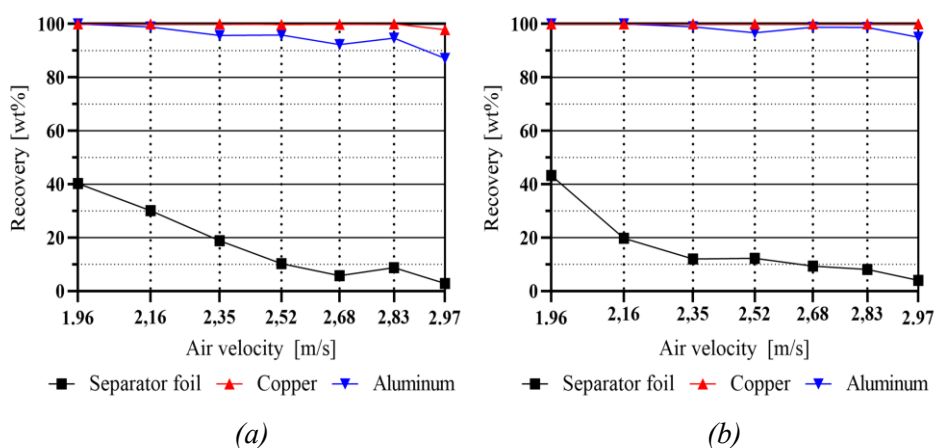 100
80
60
40
20
0
Recovery [wt%]
1.96 2,16 2,35 2,52 2,68 2,83 2.97
Air velocity [m/s]
Separator foil Copper Aluminum
(a)
100
80
60
40
20
0
Recovery [wt%]
1.96 2,16 2,35 2,52 2,68 2,83 2.97
Air velocity [m/s]
Separator foil Copper Aluminum
(b)